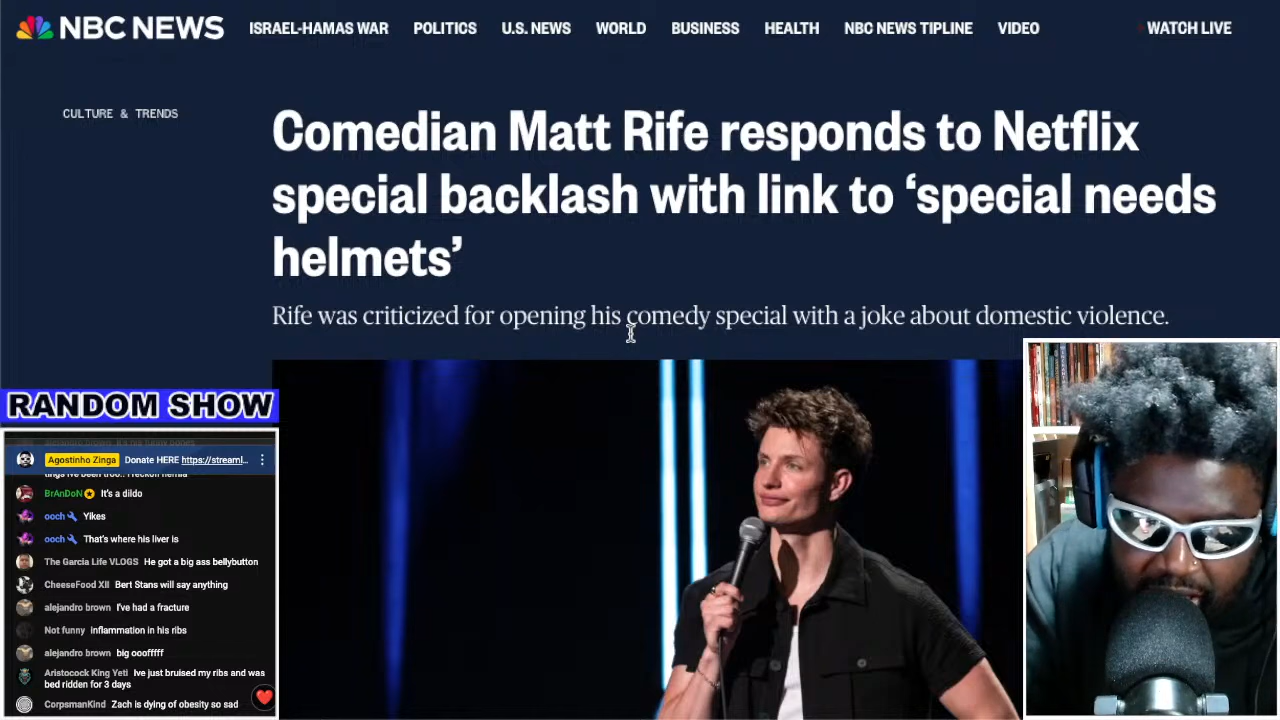 NBC NEWS
ISRAEL-HAMAS WAR POLITICS U.S. NEWS WORLD BUSINESS HEALTH NBC NEWS TIPLINE VIDEO WATCH LIVE
CULTURE & TRENDS
Comedian Matt Rife responds to Netflix
special backlash with link to ‘special needs
helmets’
Rife was criticized for opening his comedy special with a joke about domestic violence.
RANDOM SHOW
Agostinho Zinga Donate HERE https://streaml...
BrAnDoN It's a dildo
ooch Yikes
ooch That's where his liver is
The Garcia Life VLOGS He got a big ass bellybutton
CheeseFood XII Bert Stans will say anything
alejandro brown I've had a fracture
Not funny inflammation in his ribs
alejandro brown big ooofffff
Aristocock King Yeti Ive just bruised my ribs and was
bed ridden for 3 days
CorpsmanKind Zach is dying of obesity so sad